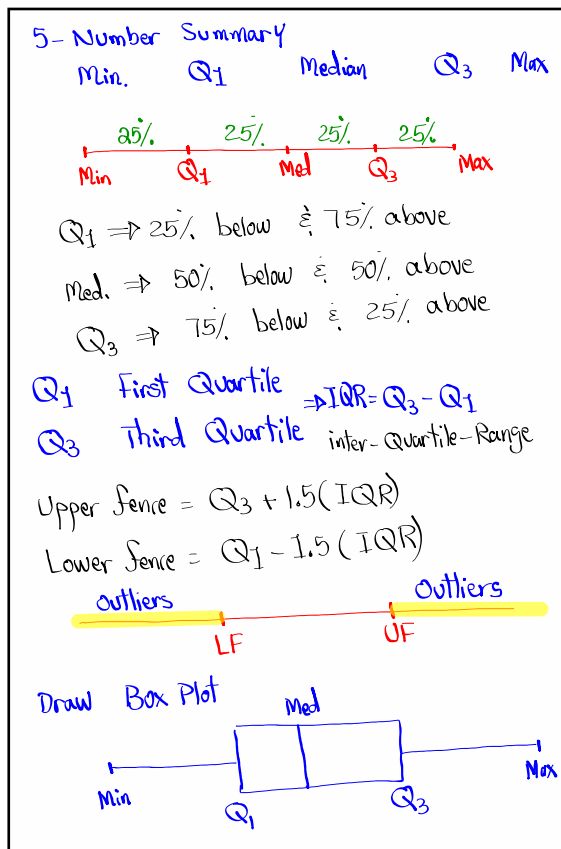 5-Number Summary
Min. Q1 Median Q3 Max
25% 25% 25% 25%
Min Q1 Med Q3 Max
Q1 ⇒ 25% below & 75% above
Med. ⇒ 50% below & 50% above
Q3 ⇒ 75% below & 25% above
Q1 First Quartile ⇒ IQR = Q3 - Q1
Q3 Third Quartile inter-Quartile-Range
Upper fence = Q3 + 1.5(IQR)
Lower fence = Q1 - 1.5(IQR)
Outliers Outliers
LF UF
Draw Box Plot
Med
Min Max
Q1 Q3